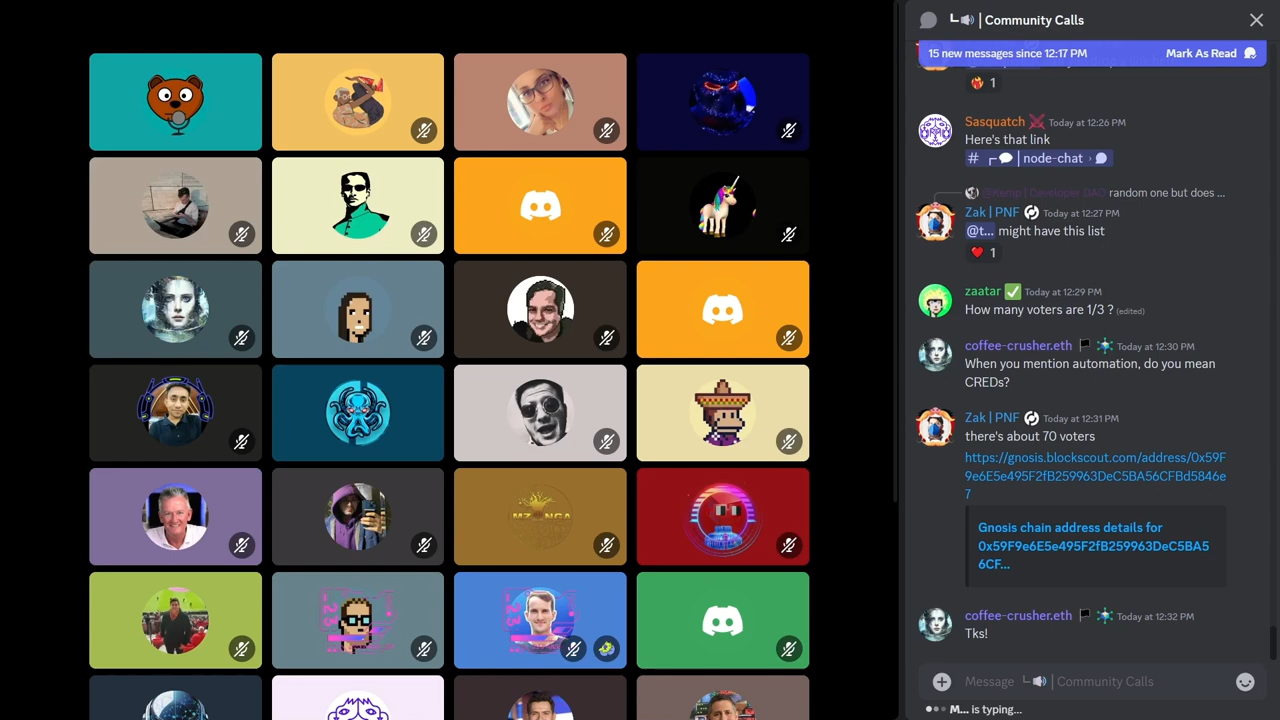 └🔊 | Community Calls
15 new messages since 12:17 PM Mark As Read
1
Sasquatch Today at 12:26 PM
Here's that link
# ┌💬 | node-chat ›
random one but does ...
Zak | PNF Today at 12:27 PM
@t... might have this list
1
zaatar Today at 12:29 PM
How many voters are 1/3 ? (edited)
coffee-crusher.eth Today at 12:30 PM
When you mention automation, do you mean
CREDs?
Zak | PNF Today at 12:31 PM
there's about 70 voters
https://gnosis.blockscout.com/address/0x59F
9e6E5e495F2fB259963DeC5BA56CFBd5846e
7
Gnosis chain address details for
0x59F9e6E5e495F2fB259963DeC5BA5
6CF...
coffee-crusher.eth Today at 12:32 PM
Tks!
Message └🔊 | Community Calls
M... is typing...
MZONGA